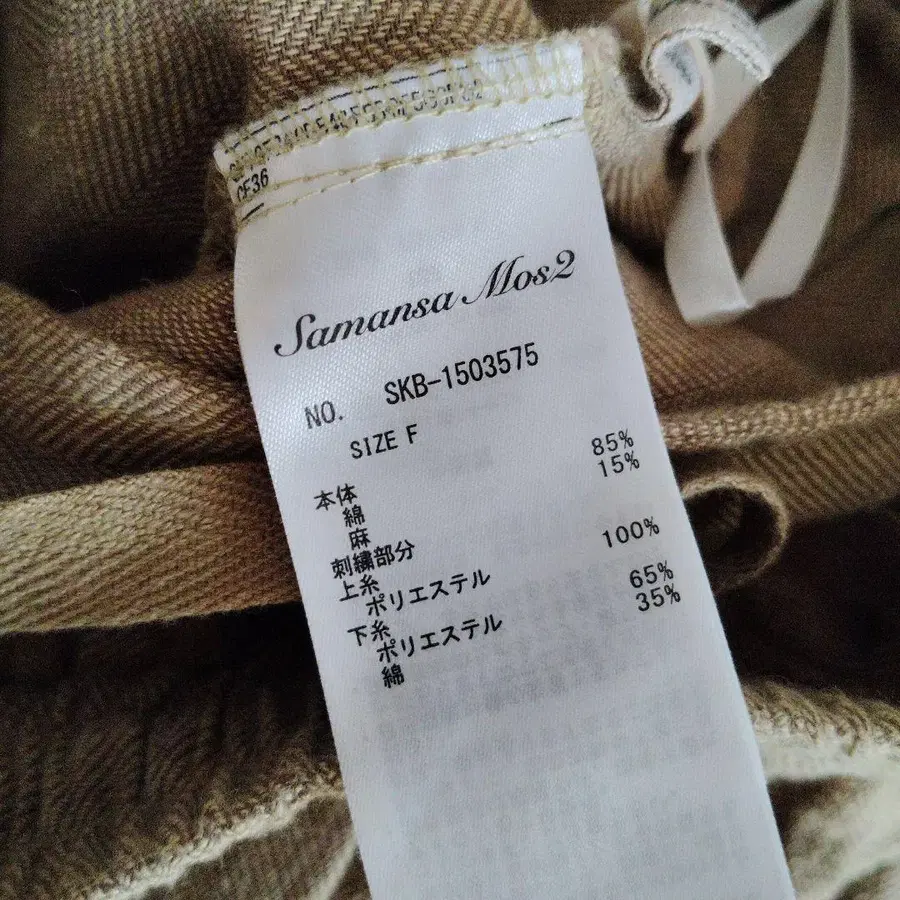 CF36
Samansa Mos2
NO. SKB-1503575
SIZE F
本体
綿 85%
麻 15%
刺繍部分
上糸
ポリエステル 100%
下糸
ポリエステル 65%
綿 35%